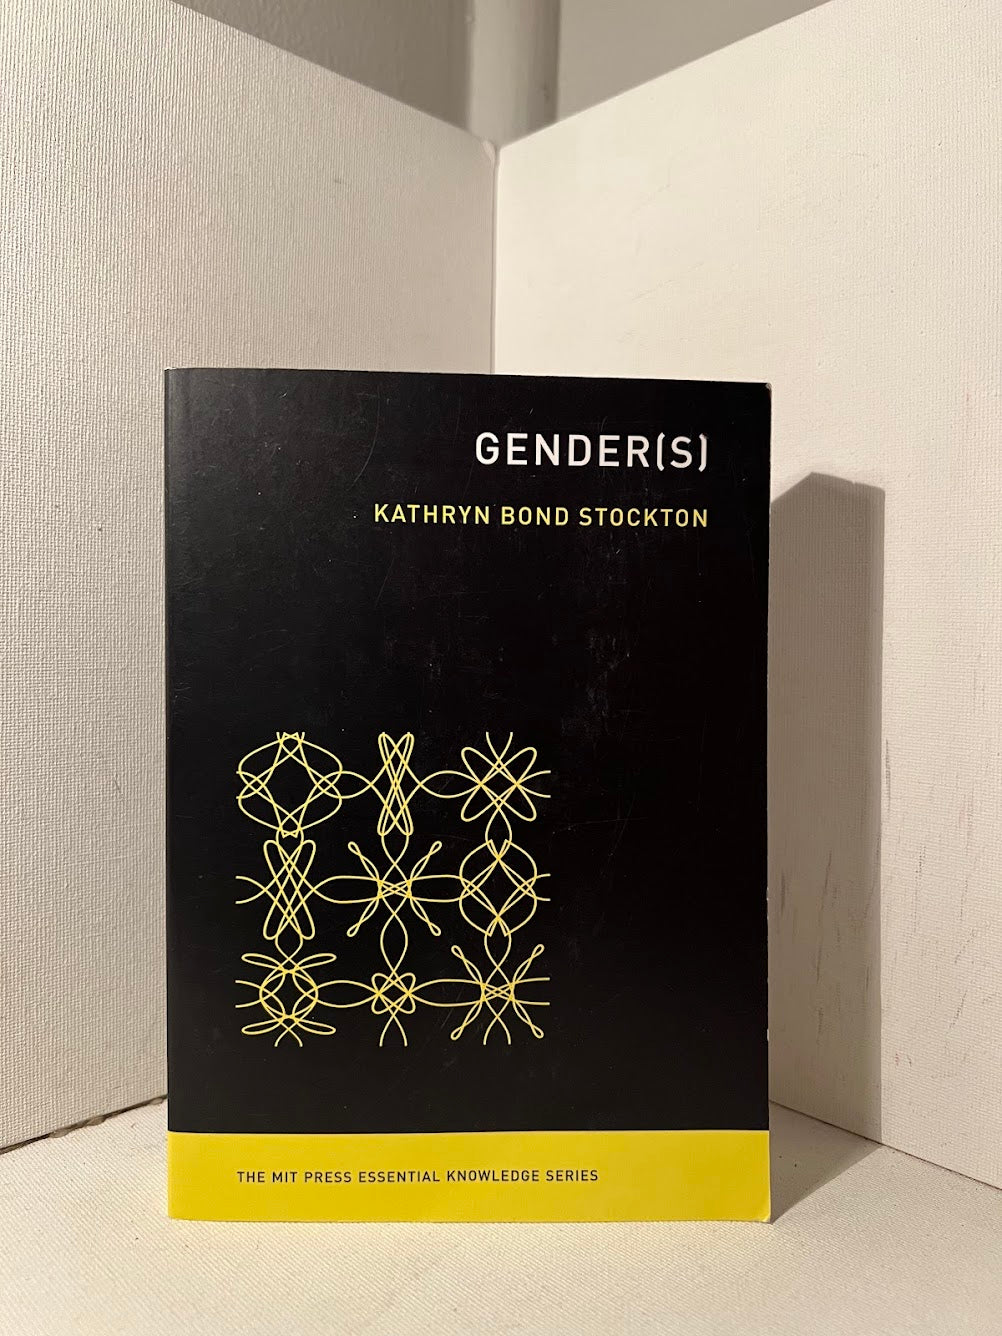 GENDER(S)
KATHRYN BOND STOCKTON
THE MIT PRESS ESSENTIAL KNOWLEDGE SERIES